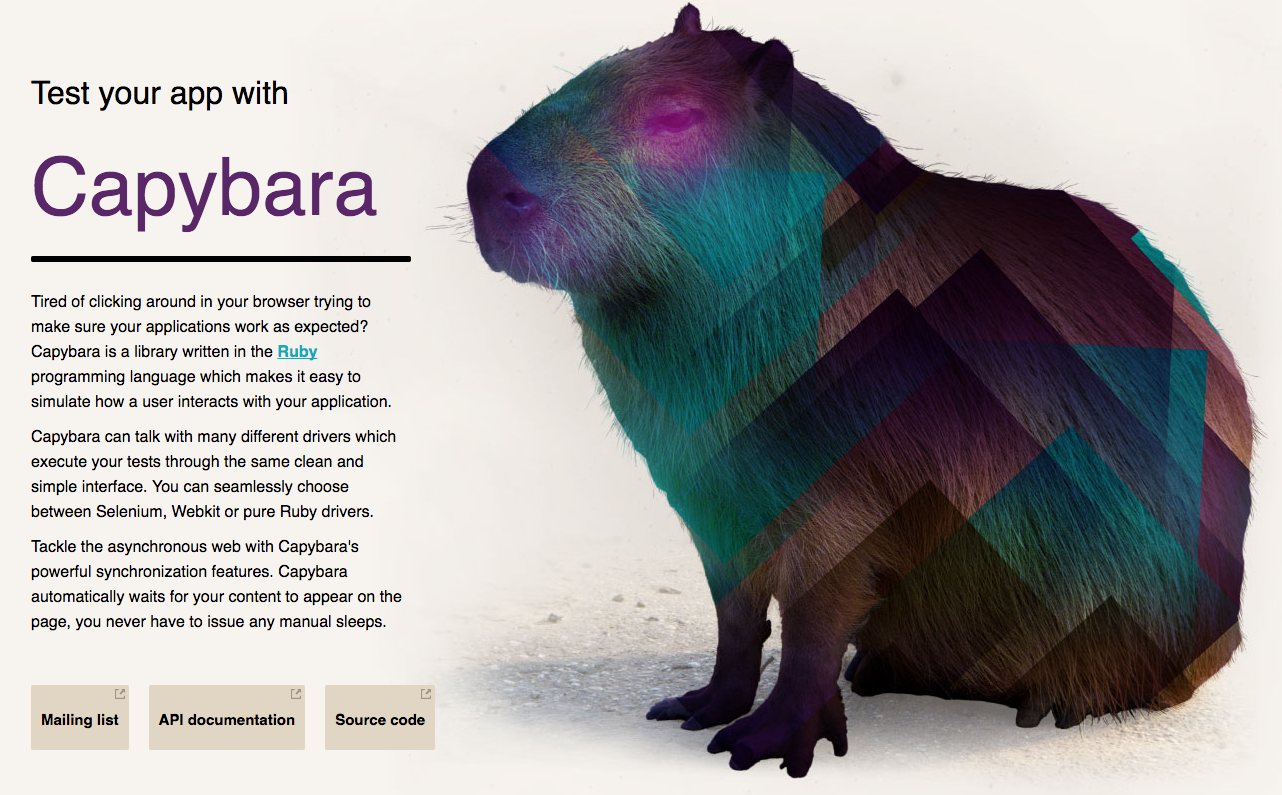 Test your app with
Capybara
Tired of clicking around in your browser trying to
make sure your applications work as expected?
Capybara is a library written in the Ruby
programming language which makes it easy to
simulate how a user interacts with your application.
Capybara can talk with many different drivers which
execute your tests through the same clean and
simple interface. You can seamlessly choose
between Selenium, Webkit or pure Ruby drivers.
Tackle the asynchronous web with Capybara's
powerful synchronization features. Capybara
automatically waits for your content to appear on the
page, you never have to issue any manual sleeps.
Mailing list
API documentation
Source code